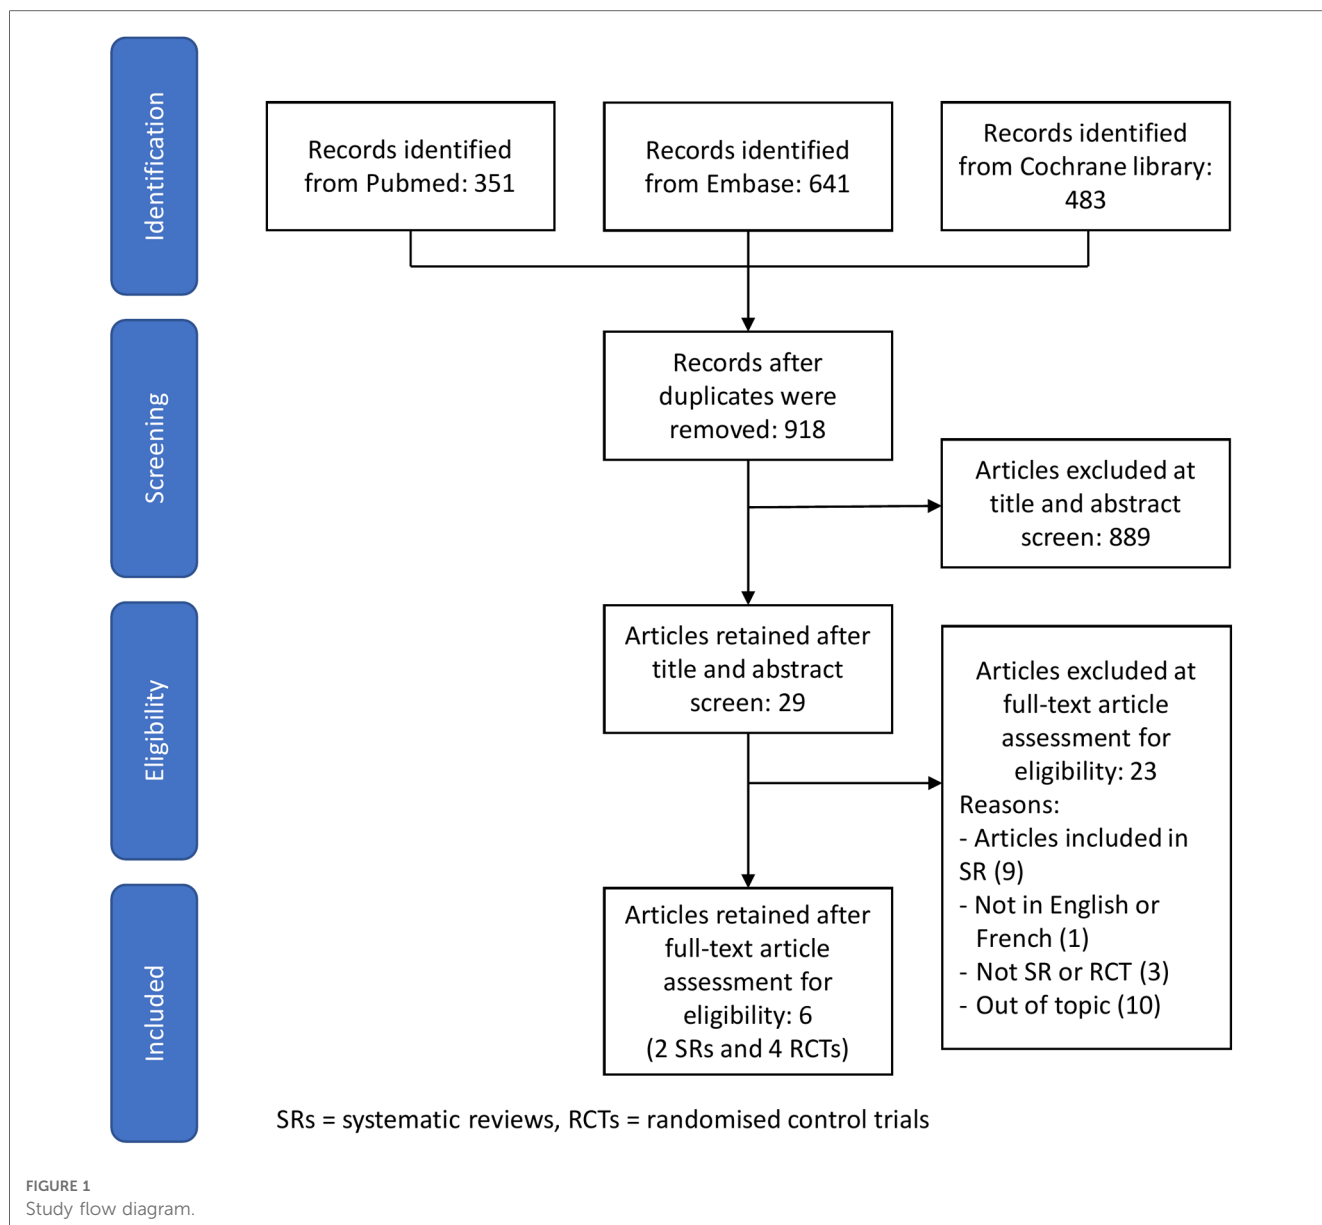 Identification
Records identified
from Pubmed: 351
Records identified
from Embase: 641
Records identified
from Cochrane library:
483
Screening
Records after
duplicates were
removed: 918
Articles excluded at
title and abstract
screen: 889
Eligibility
Articles retained after
title and abstract
screen: 29
Articles excluded at
full-text article
assessment for
eligibility: 23
Reasons:
- Articles included in
SR (9)
- Not in English or
French (1)
- Not SR or RCT (3)
- Out of topic (10)
Included
Articles retained after
full-text article
assessment for
eligibility: 6
(2 SRs and 4 RCTs)
SRs = systematic reviews, RCTs = randomised control trials
FIGURE 1
Study flow diagram.